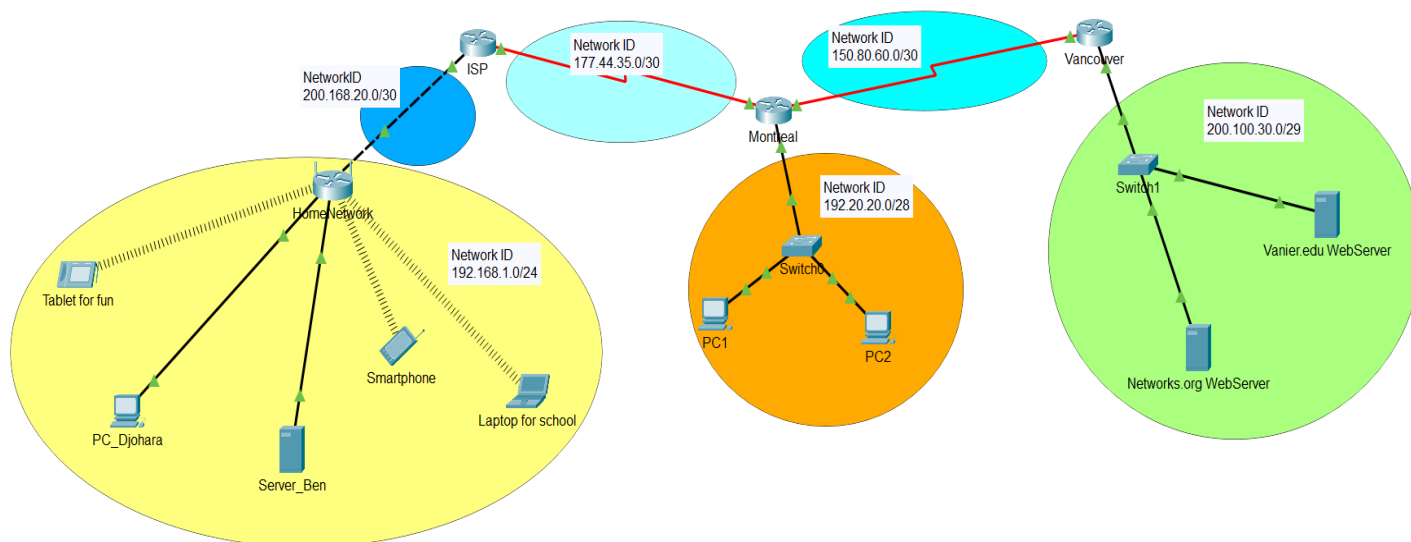 Network ID
177.44.35.0/30
Network ID
150.80.60.0/30
ISP
Vancouver
NetworkID
200.168.20.0/30
Montreal
Network ID
200.100.30.0/29
Switch1
Network ID
192.20.20.0/28
HomeNetwork
Network ID
192.168.1.0/24
Switch0
Vanier.edu WebServer
Tablet for fun
PC1
PC2
Smartphone
Networks.org WebServer
Laptop for school
PC_Djohara
Server_Ben